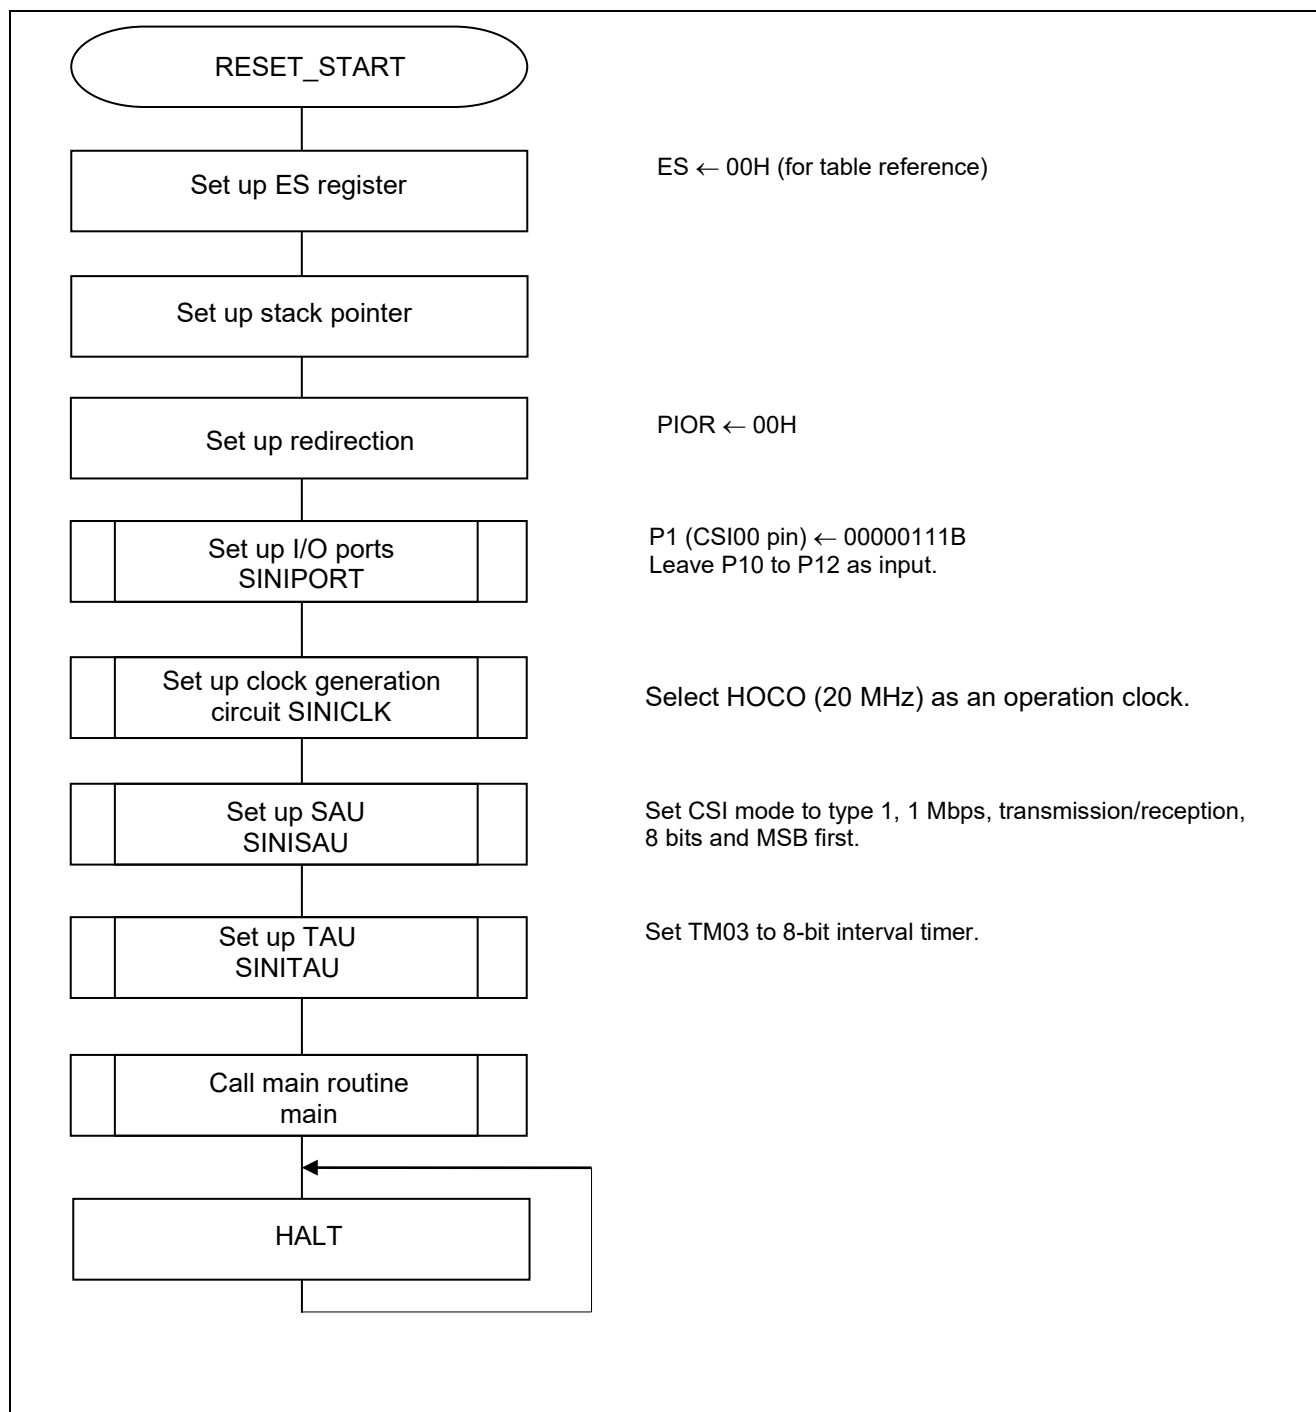 RESET_START
Set up ES register
ES ← 00H (for table reference)
Set up stack pointer
Set up redirection
PIOR ← 00H
Set up I/O ports
SINIPORT
P1 (CSI00 pin) ← 00000111B
Leave P10 to P12 as input.
Set up clock generation
circuit SINICLK
Select HOCO (20 MHz) as an operation clock.
Set up SAU
SINISAU
Set CSI mode to type 1, 1 Mbps, transmission/reception,
8 bits and MSB first.
Set up TAU
SINITAU
Set TM03 to 8-bit interval timer.
Call main routine
main
HALT